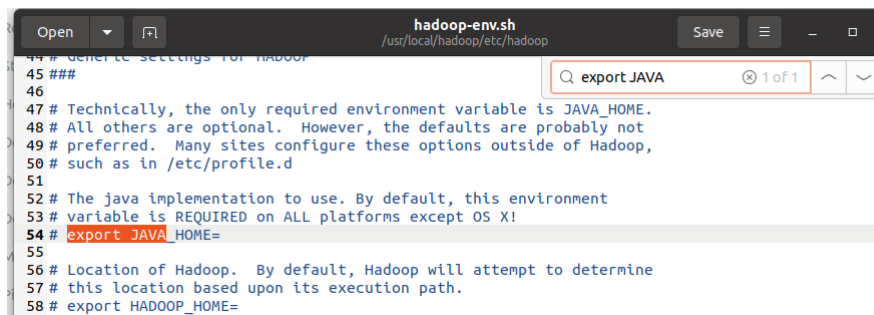 Open
hadoop-env.sh
/usr/local/hadoop/etc/hadoop
Save
export JAVA
1 of 1
44 # Generic settings for HADOOP
45 ###
46
47 # Technically, the only required environment variable is JAVA_HOME.
48 # All others are optional.  However, the defaults are probably not
49 # preferred.  Many sites configure these options outside of Hadoop,
50 # such as in /etc/profile.d
51
52 # The java implementation to use. By default, this environment
53 # variable is REQUIRED on ALL platforms except OS X!
54 # export JAVA_HOME=
55
56 # Location of Hadoop.  By default, Hadoop will attempt to determine
57 # this location based upon its execution path.
58 # export HADOOP_HOME=